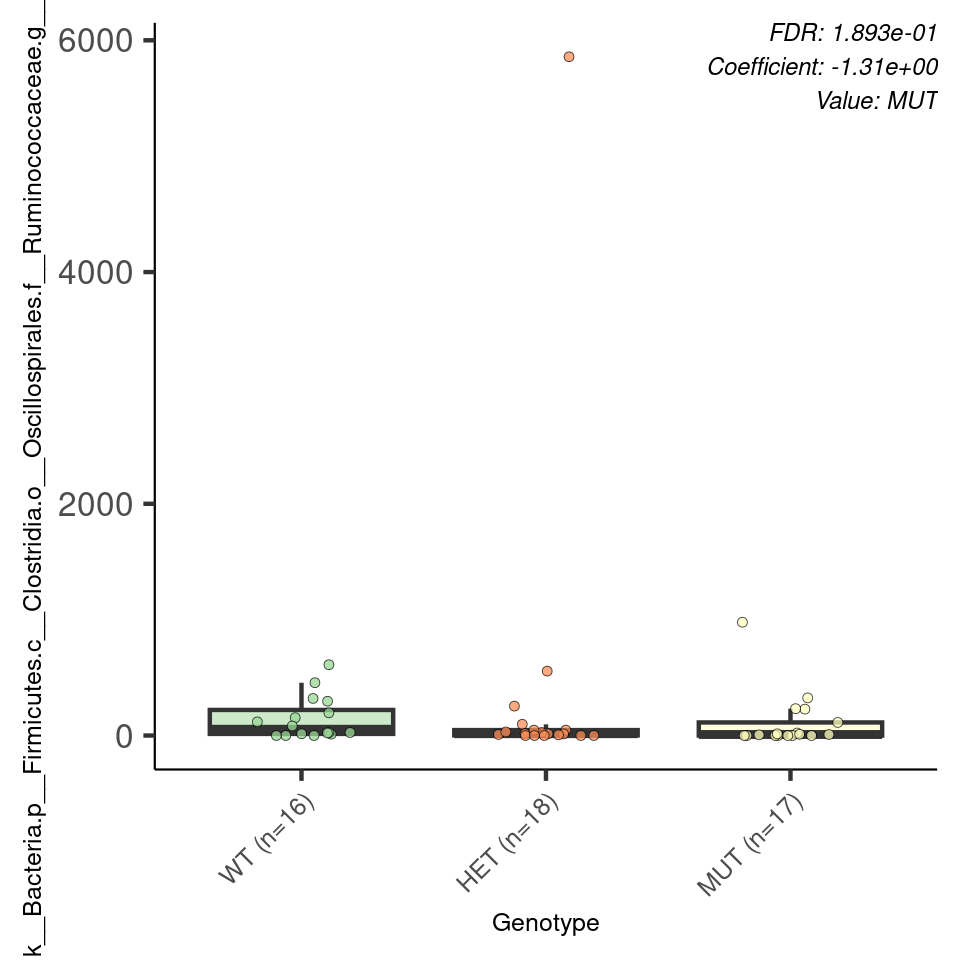 k__Bacteria.p__Firmicutes.c__Clostridia.o__Oscillospirales.f__Ruminococcaceae.g__
6000
4000
2000
0
FDR: 1.893e-01
Coefficient: -1.31e+00
Value: MUT
WT (n=16)
HET (n=18)
MUT (n=17)
Genotype